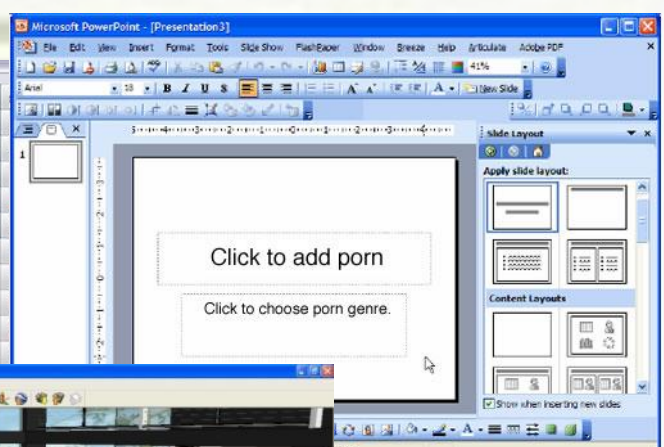 Microsoft PowerPoint - [Presentation3]
File Edit View Insert Format Tools Slide Show FlashPaper Window Breeze Help Articulate Adobe PDF
41%
Arial 18 B I U S A A A New Slide
Slide Layout
1
Apply slide layout:
Click to add porn
Click to choose porn genre.
Content Layouts
Show when inserting new slides